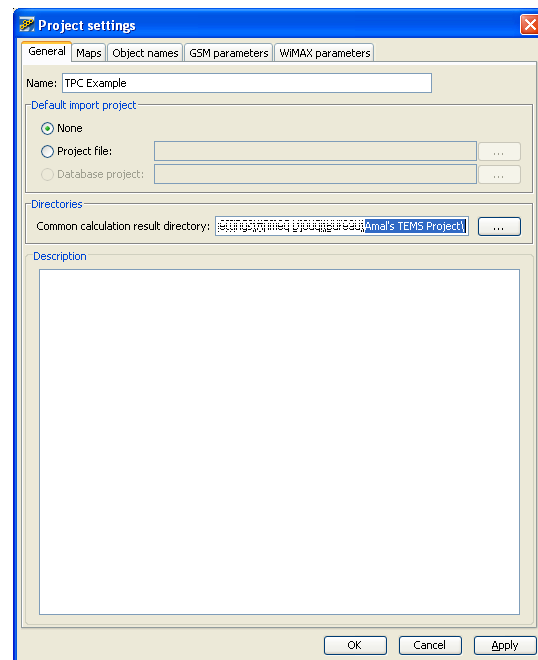 Project settings
General Maps Object names GSM parameters WiMAX parameters
Name: TPC Example
Default import project
None
Project file: ...
Database project: ...
Directories
Common calculation result directory: Amal's TEMS Project\ ...
Description
OK Cancel Apply